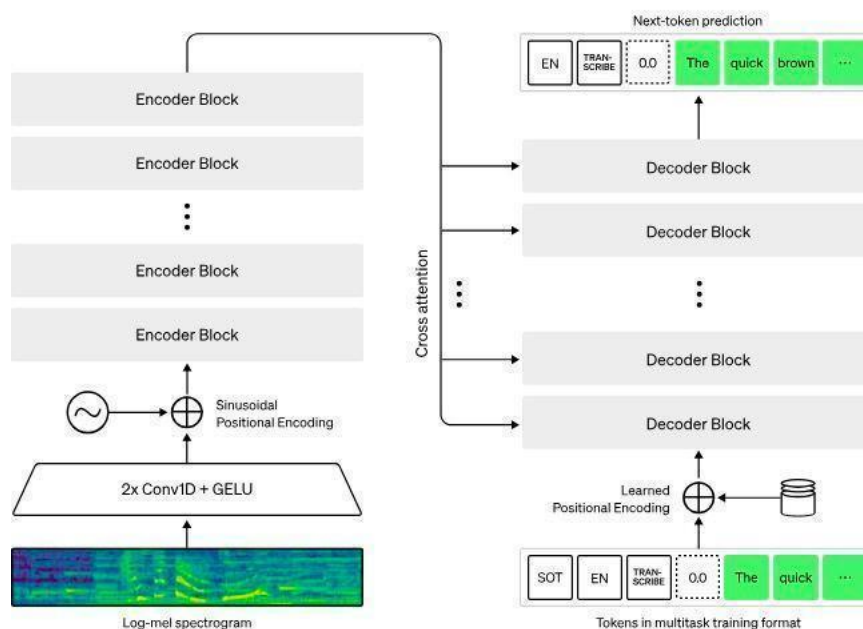 Next-token prediction
EN
TRAN-
SCRIBE
0.0
The
quick
brown
...
Encoder Block
Encoder Block
Encoder Block
Encoder Block
Sinusoidal
Positional Encoding
2x Conv1D + GELU
Log-mel spectrogram
Cross attention
Decoder Block
Decoder Block
Decoder Block
Decoder Block
Learned
Positional Encoding
SOT
EN
TRAN-
SCRIBE
0.0
The
quick
...
Tokens in multitask training format